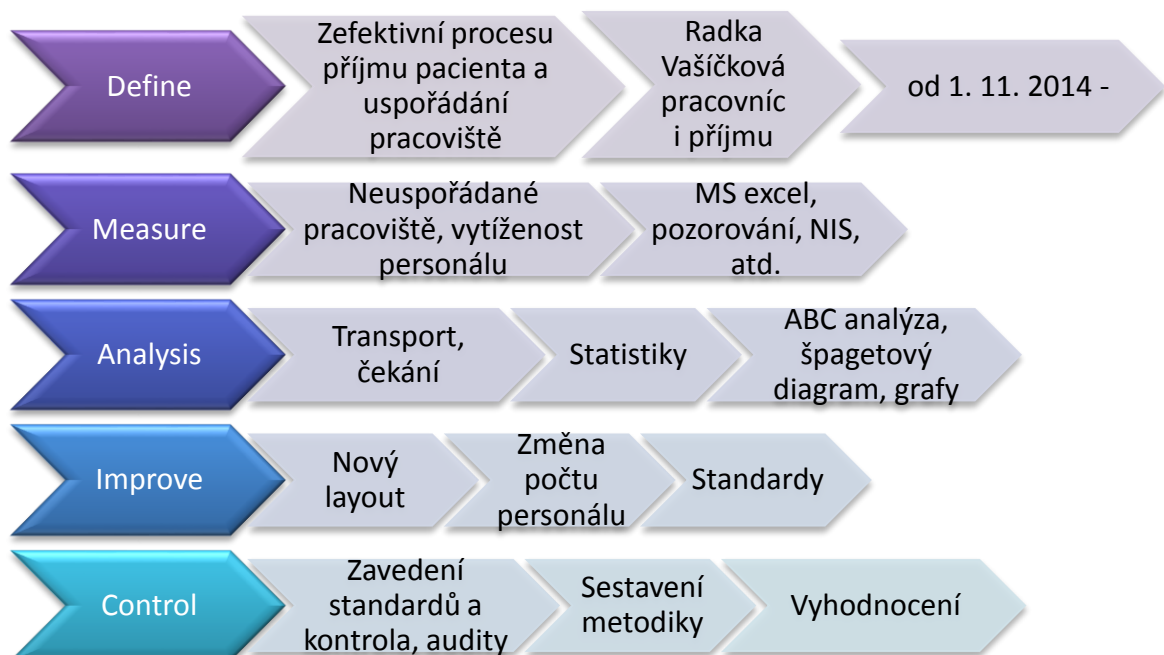 Define
Zefektivní procesu
příjmu pacienta a
uspořádání
pracoviště
Radka
Vašíčková
pracovníc
i příjmu
od 1. 11. 2014 -
Measure
Neuspořádané
pracoviště, vytíženost
personálu
MS excel,
pozorování, NIS,
atd.
Analysis
Transport,
čekání
Statistiky
ABC analýza,
špagetový
diagram, grafy
Improve
Nový
layout
Změna
počtu
personálu
Standardy
Control
Zavedení
standardů a
kontrola, audity
Sestavení
metodiky
Vyhodnocení